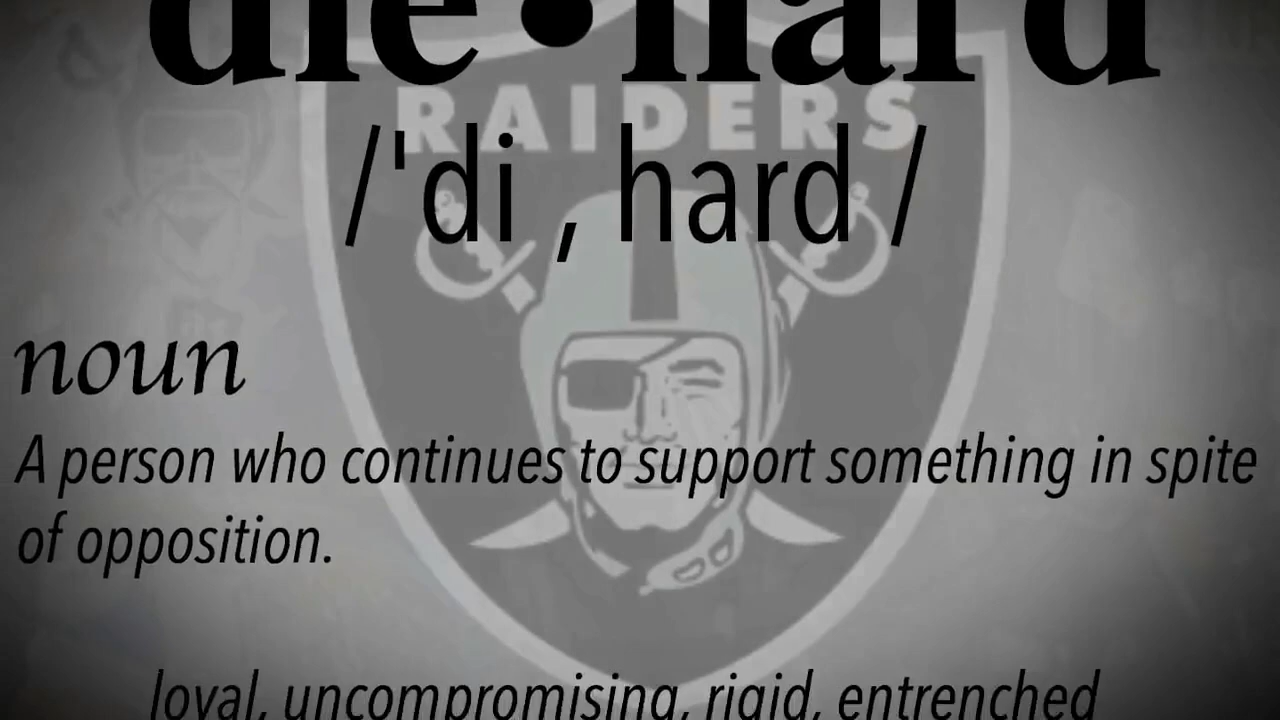 die•hard
RAIDERS
/'di , hard /
noun
A person who continues to support something in spite
of opposition.
loyal, uncompromising, rigid, entrenched